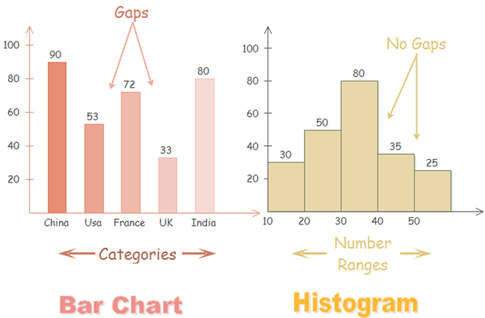 Gaps
100
80
60
40
20
90
53
72
33
80
China Usa France UK India
Categories
Bar Chart
No Gaps
100
80
60
40
20
30
50
80
35
25
10 20 30 40 50
Number
Ranges
Histogram